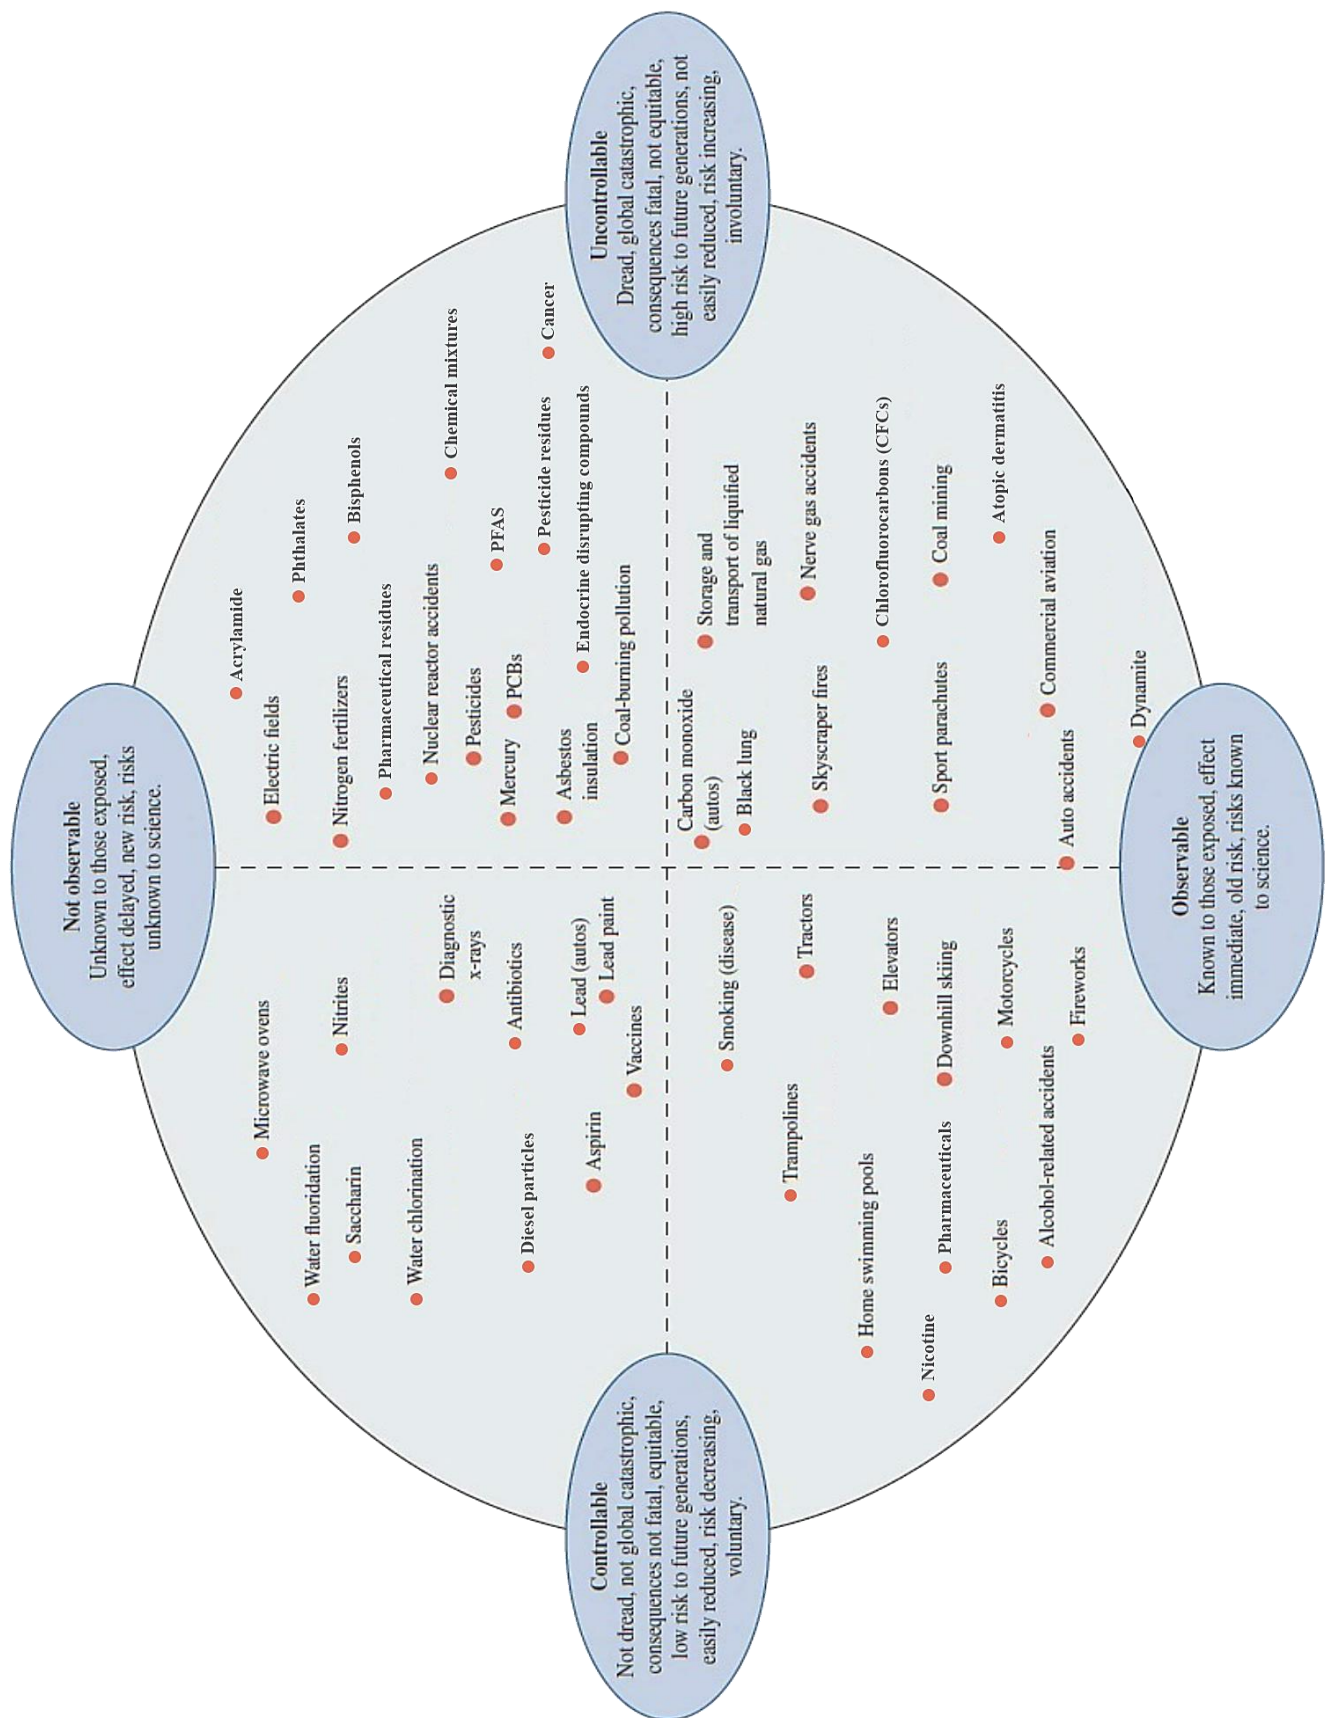 Not observable
Unknown to those exposed,
effect delayed, new risk, risks
unknown to science.
Microwave ovens
Water fluoridation
Nitrites
Saccharin
Water chlorination
Diagnostic
x-rays
Antibiotics
Diesel particles
Lead (autos)
Aspirin
Lead paint
Vaccines
Acrylamide
Electric fields
Phthalates
Nitrogen fertilizers
Bisphenols
Pharmaceutical residues
Nuclear reactor accidents
Chemical mixtures
Pesticides
PFAS
Mercury
PCBs
Pesticide residues
Cancer
Asbestos
insulation
Endocrine disrupting compounds
Coal-burning pollution
Controllable
Not dread, not global catastrophic,
consequences not fatal, equitable,
low risk to future generations,
easily reduced, risk decreasing,
voluntary.
Uncontrollable
Dread, global catastrophic,
consequences fatal, not equitable,
high risk to future generations, not
easily reduced, risk increasing,
involuntary.
Smoking (disease)
Trampolines
Tractors
Home swimming pools
Elevators
Nicotine
Pharmaceuticals
Downhill skiing
Bicycles
Motorcycles
Alcohol-related accidents
Fireworks
Carbon monoxide
(autos)
Storage and
transport of liquified
natural gas
Black lung
Nerve gas accidents
Skyscraper fires
Chlorofluorocarbons (CFCs)
Sport parachutes
Coal mining
Atopic dermatitis
Commercial aviation
Auto accidents
Dynamite
Observable
Known to those exposed, effect
immediate, old risk, risks known
to science.